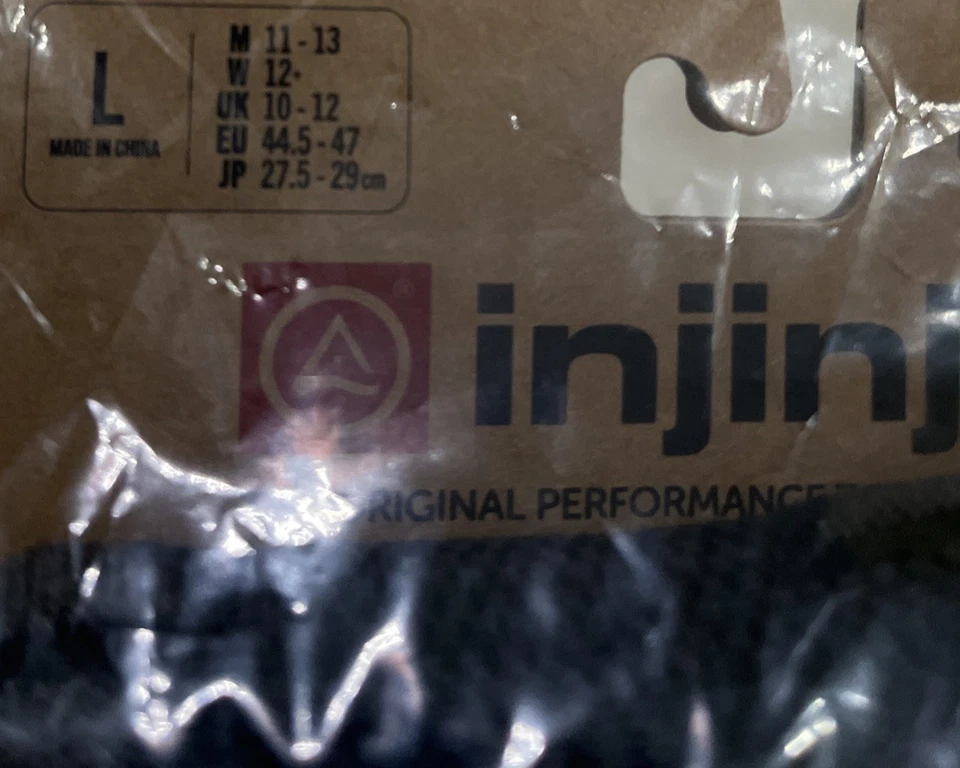 L
MADE IN CHINA
M 11 - 13
W 12+
UK 10 - 12
EU 44.5 - 47
JP 27.5 - 29cm
®
injinj
RIGINAL PERFORMANCE